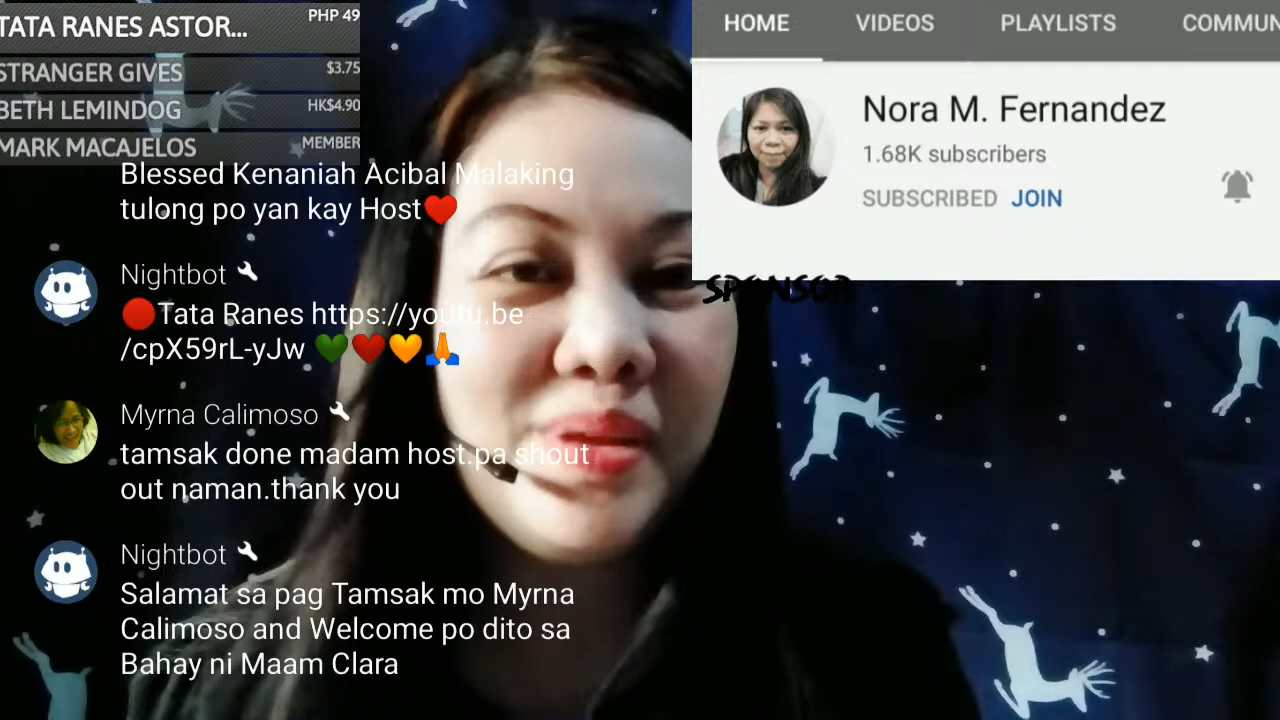 TATA RANES ASTOR...
PHP 49
STRANGER GIVES
$3.75
BETH LEMINDOG
HK$4.90
MARK MACAJELOS
MEMBER
Blessed Kenaniah Acibal Malaking
tulong po yan kay Host❤️
Nightbot
🔴Tata Ranes https://youtu.be
/cpX59rL-yJw 💚❤️🧡🙏
Myrna Calimoso
tamsak done madam host.pa shout
out naman.thank you
Nightbot
Salamat sa pag Tamsak mo Myrna
Calimoso and Welcome po dito sa
Bahay ni Maam Clara
HOME VIDEOS PLAYLISTS COMMUN
Nora M. Fernandez
1.68K subscribers
SUBSCRIBED JOIN
SPONSOR